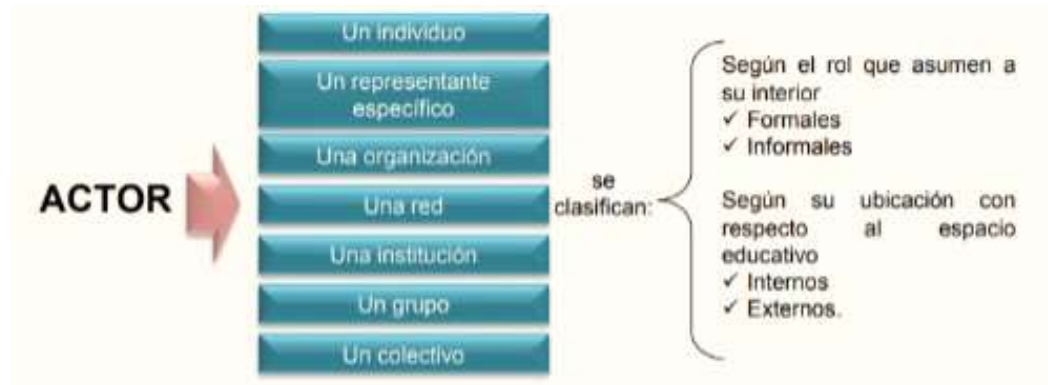 ACTOR
Un individuo
Un representante
específico
Una organización
Una red
Una institución
Un grupo
Un colectivo
se
clasifican:
Según el rol que asumen a
su interior
✓ Formales
✓ Informales
Según su ubicación con
respecto al espacio
educativo
✓ Internos
✓ Externos.